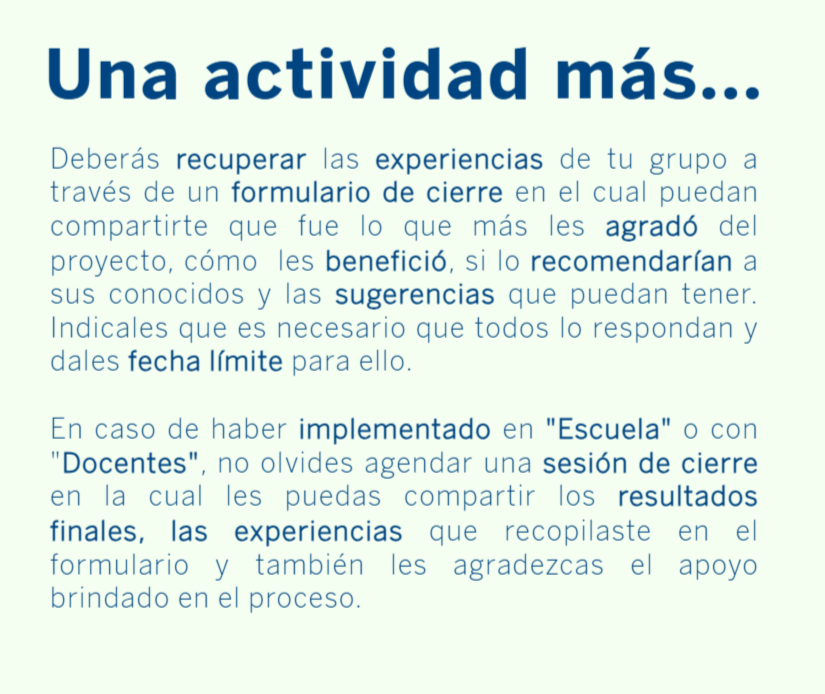 Una actividad más...
Deberás recuperar las experiencias de tu grupo a
través de un formulario de cierre en el cual puedan
compartirte que fue lo que más les agradó del
proyecto, cómo les benefició, si lo recomendarían a
sus conocidos y las sugerencias que puedan tener.
Indicales que es necesario que todos lo respondan y
dales fecha límite para ello.
En caso de haber implementado en "Escuela" o con
"Docentes", no olvides agendar una sesión de cierre
en la cual les puedas compartir los resultados
finales, las experiencias que recopilaste en el
formulario y también les agradezcas el apoyo
brindado en el proceso.